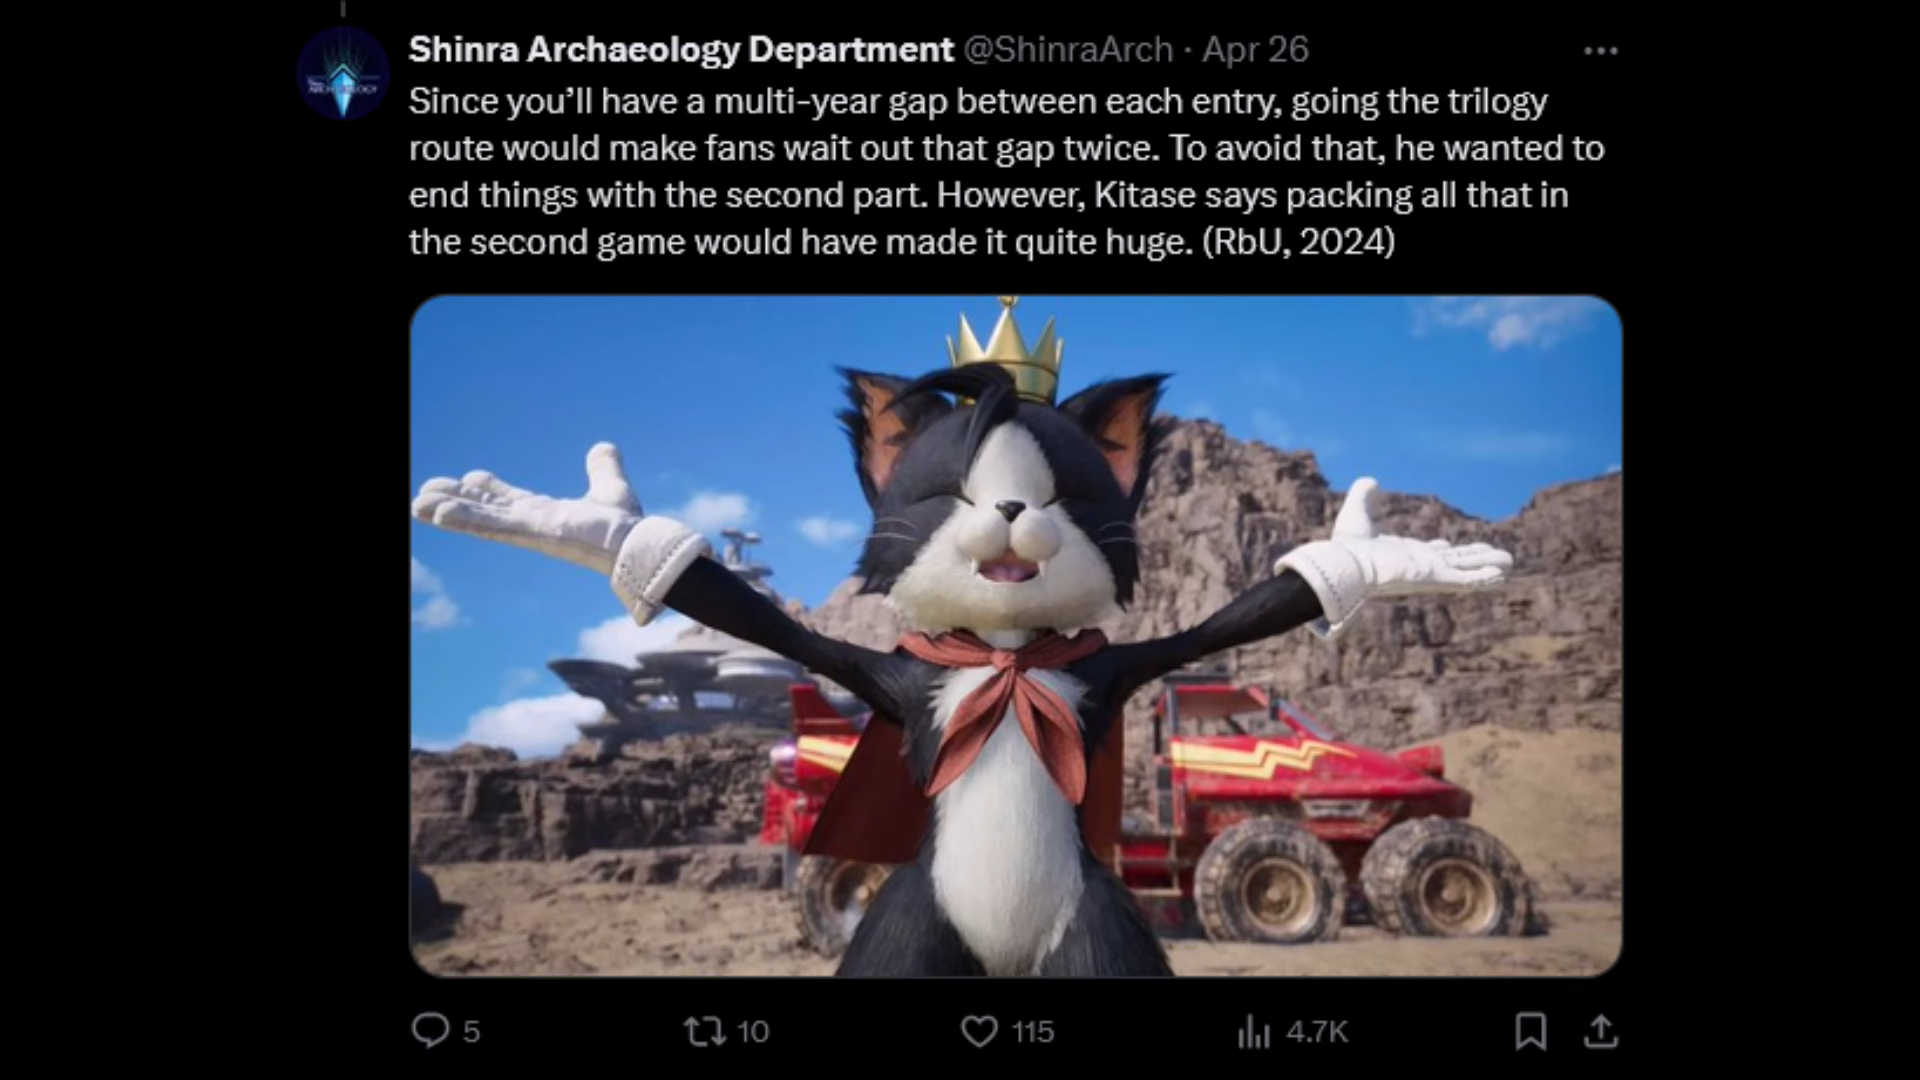 Shinra Archaeology Department @ShinraArch · Apr 26
Since you’ll have a multi-year gap between each entry, going the trilogy
route would make fans wait out that gap twice. To avoid that, he wanted to
end things with the second part. However, Kitase says packing all that in
the second game would have made it quite huge. (RbU, 2024)
5 10 115 4.7K